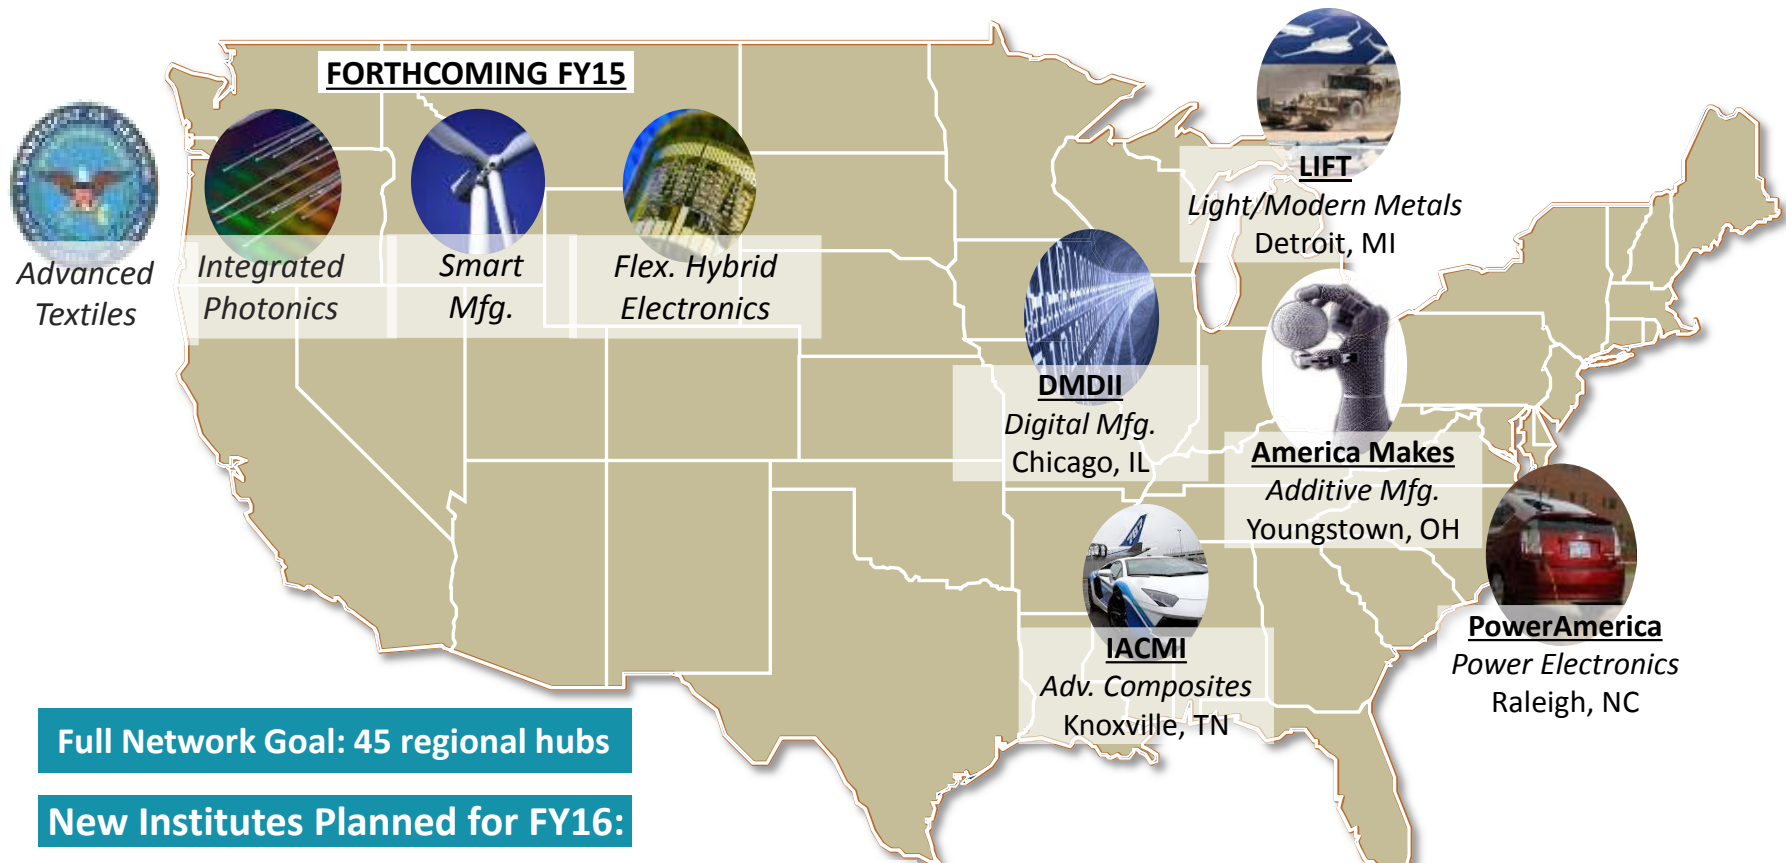 FORTHCOMING FY15
Advanced
Textiles
Integrated
Photonics
Smart
Mfg.
Flex. Hybrid
Electronics
LIFT
Light/Modern Metals
Detroit, MI
DMDII
Digital Mfg.
Chicago, IL
America Makes
Additive Mfg.
Youngstown, OH
IACMI
Adv. Composites
Knoxville, TN
PowerAmerica
Power Electronics
Raleigh, NC
Full Network Goal: 45 regional hubs
New Institutes Planned for FY16: